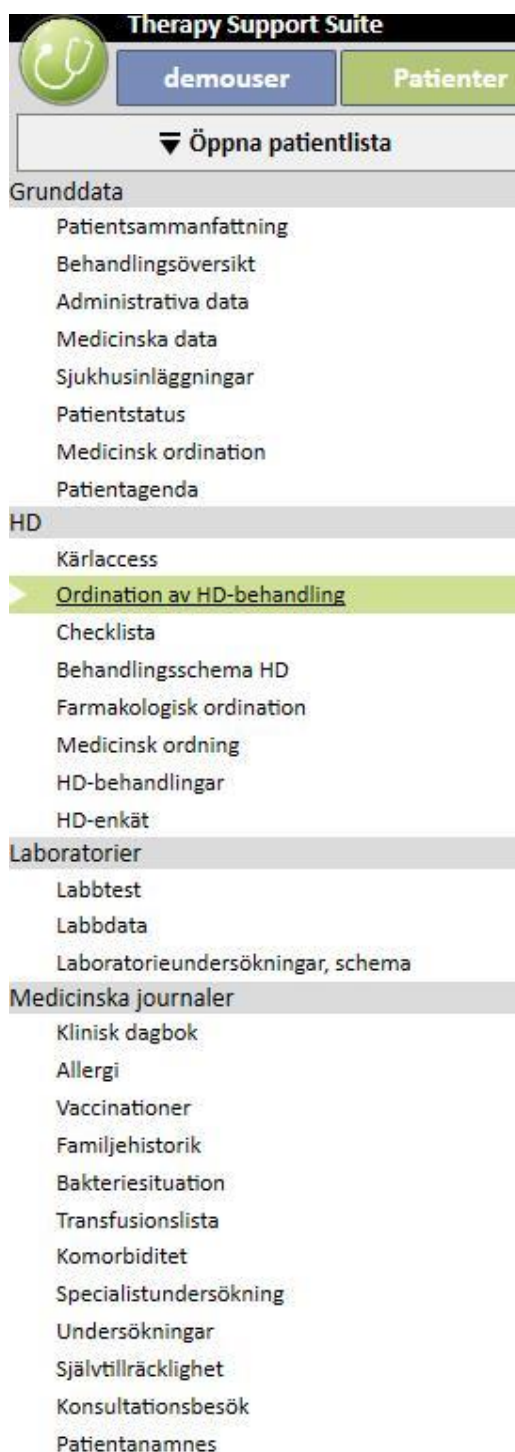 Therapy Support Suite
demouser Patienter
Öppna patientlista
Grunddata
Patientsammanfattning
Behandlingsöversikt
Administrativa data
Medicinska data
Sjukhusinläggningar
Patientstatus
Medicinsk ordination
Patientagenda
HD
Kärlaccess
Ordination av HD-behandling
Checklista
Behandlingsschema HD
Farmakologisk ordination
Medicinsk ordning
HD-behandlingar
HD-enkät
Laboratorier
Labbtest
Labbdata
Laboratorieundersökningar, schema
Medicinska journaler
Klinisk dagbok
Allergi
Vaccinationer
Familjehistorik
Bakteriesituation
Transfusionslista
Komorbiditet
Specialistundersökning
Undersökningar
Självtillräcklighet
Konsultationsbesök
Patientanamnes